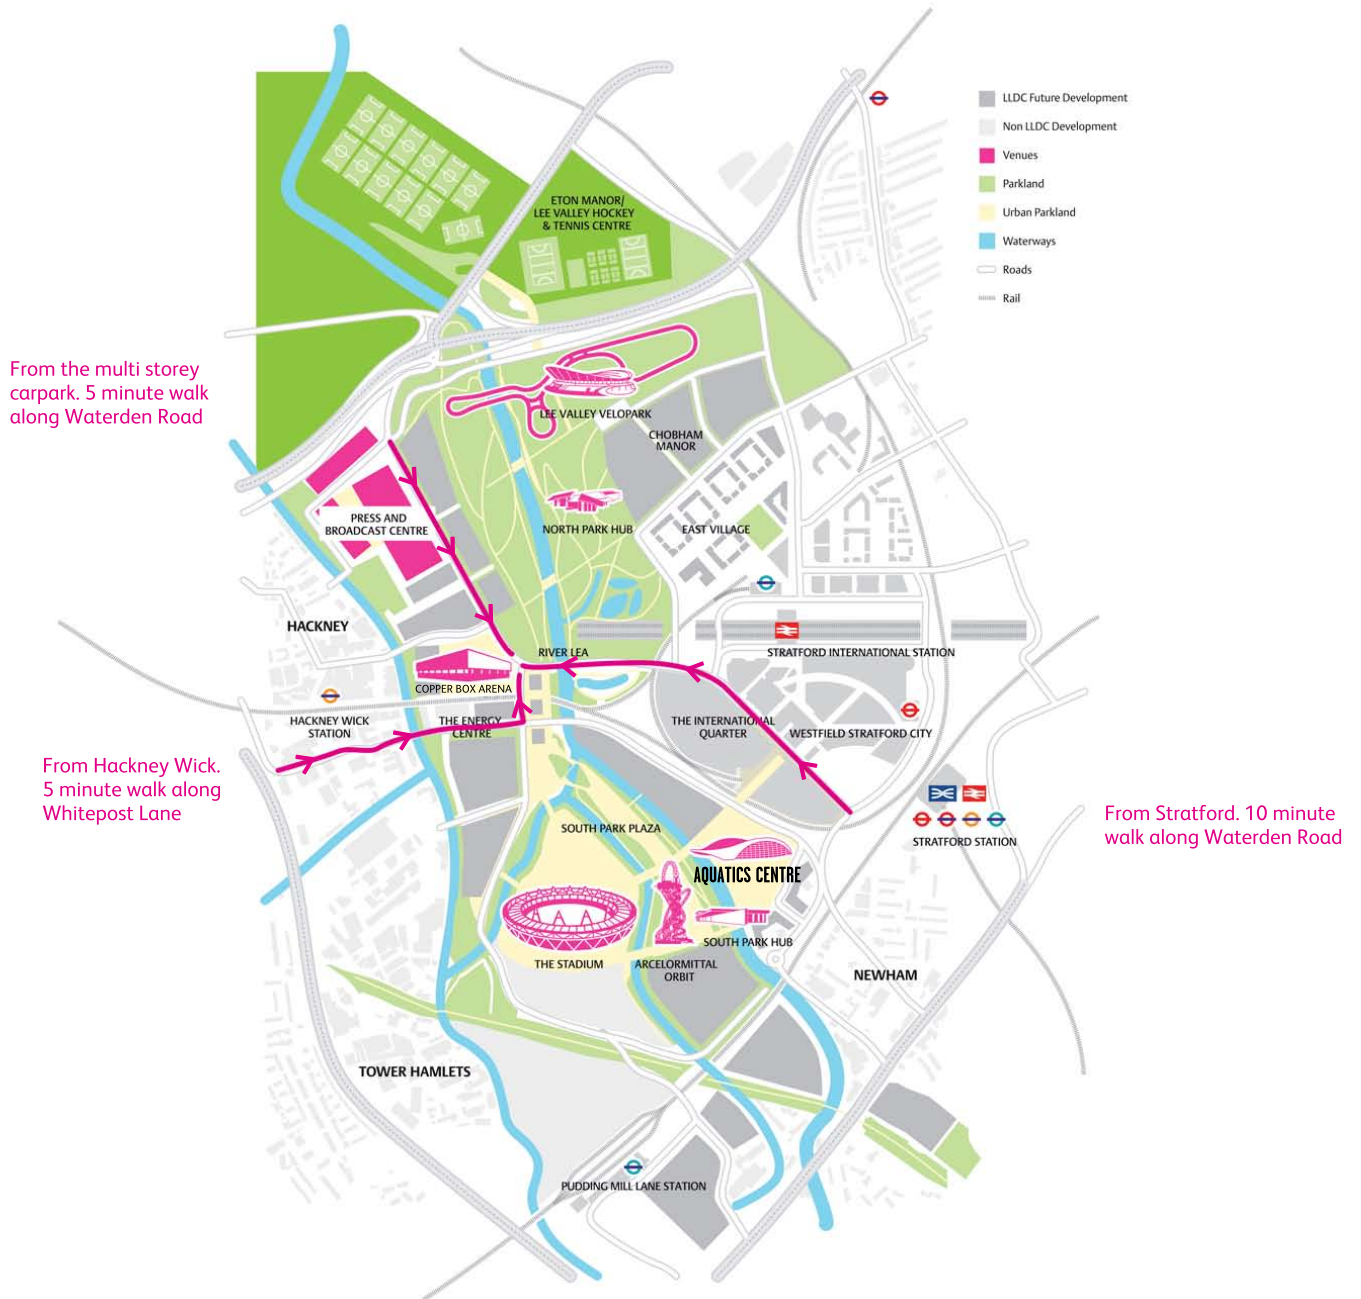 LLDC Future Development
Non LLDC Development
Venues
Parkland
Urban Parkland
Waterways
Roads
Rail
ETON MANOR/
LEE VALLEY HOCKEY
& TENNIS CENTRE
From the multi storey
carpark. 5 minute walk
along Waterden Road
LEE VALLEY VELOPARK
CHOBHAM
MANOR
PRESS AND
BROADCAST CENTRE
NORTH PARK HUB
EAST VILLAGE
HACKNEY
RIVER LEA
STRATFORD INTERNATIONAL STATION
COPPER BOX ARENA
HACKNEY WICK
STATION
THE ENERGY
CENTRE
THE INTERNATIONAL
QUARTER
WESTFIELD STRATFORD CITY
From Hackney Wick.
5 minute walk along
Whitepost Lane
From Stratford. 10 minute
walk along Waterden Road
STRATFORD STATION
SOUTH PARK PLAZA
AQUATICS CENTRE
SOUTH PARK HUB
THE STADIUM
ARCELORMITTAL
ORBIT
NEWHAM
TOWER HAMLETS
PUDDING MILL LANE STATION